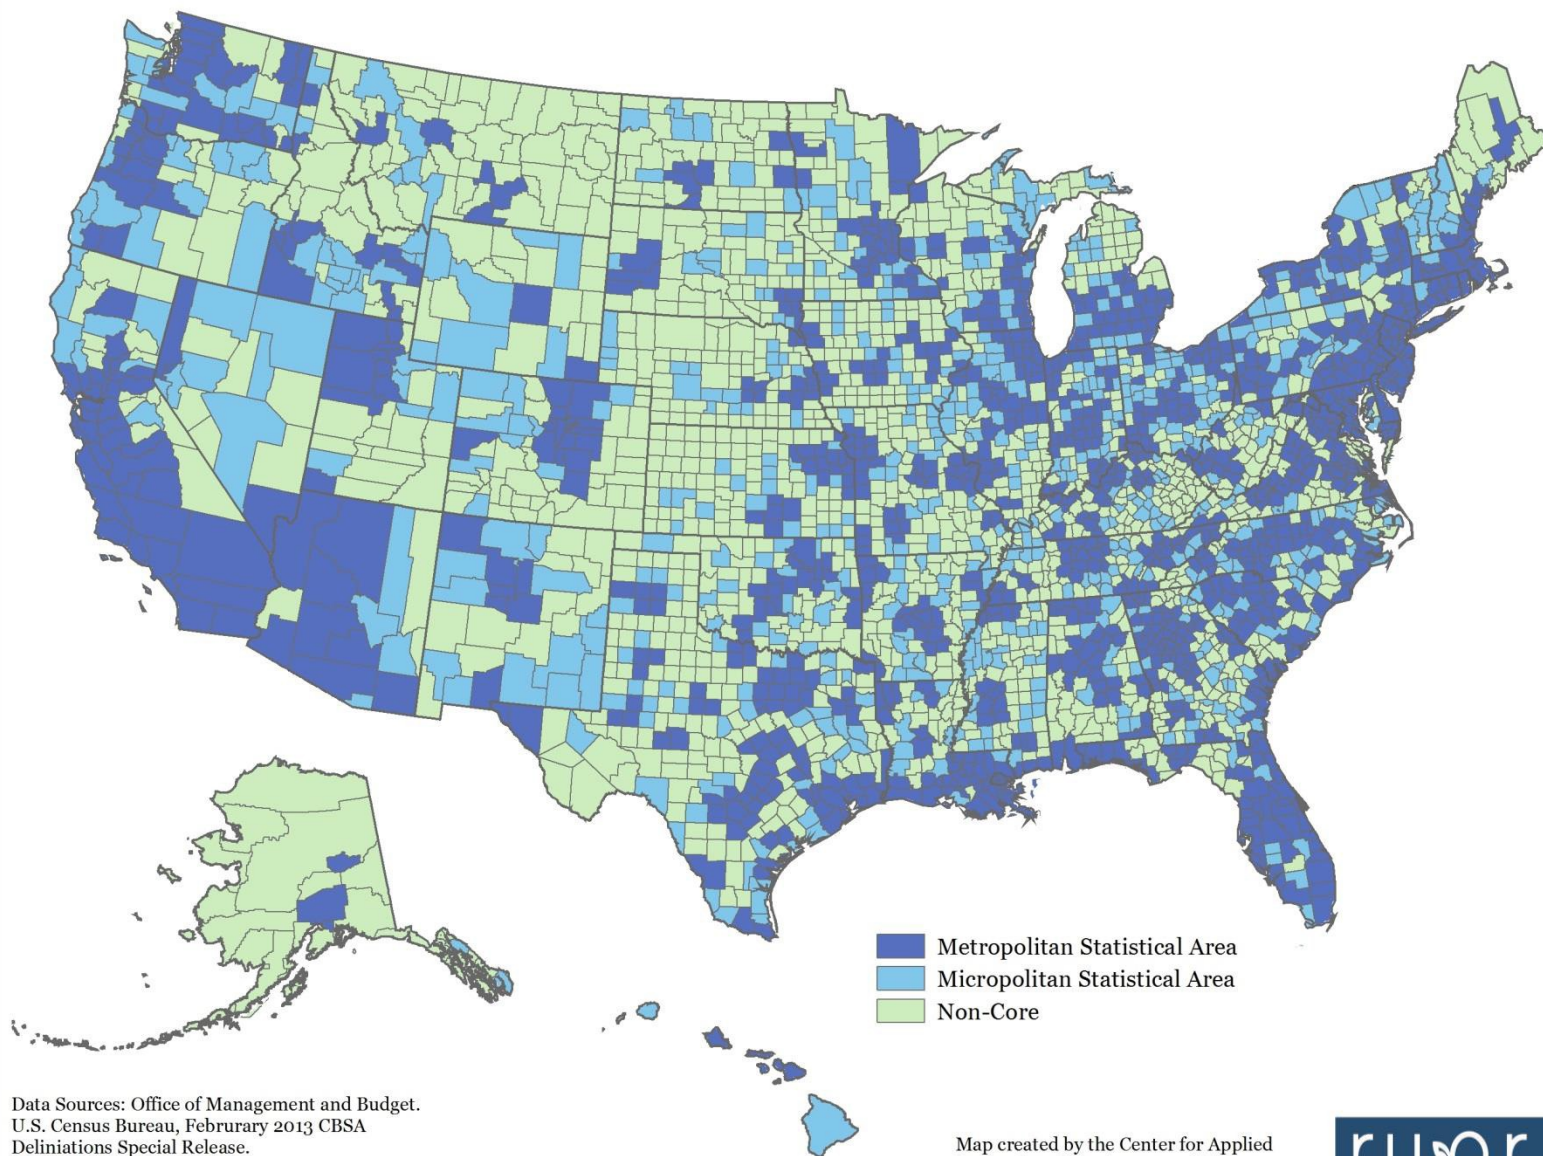 Metropolitan Statistical Area
Micropolitan Statistical Area
Non-Core
Data Sources: Office of Management and Budget.
U.S. Census Bureau, Februrary 2013 CBSA
Deliniations Special Release.
Map created by the Center for Applied